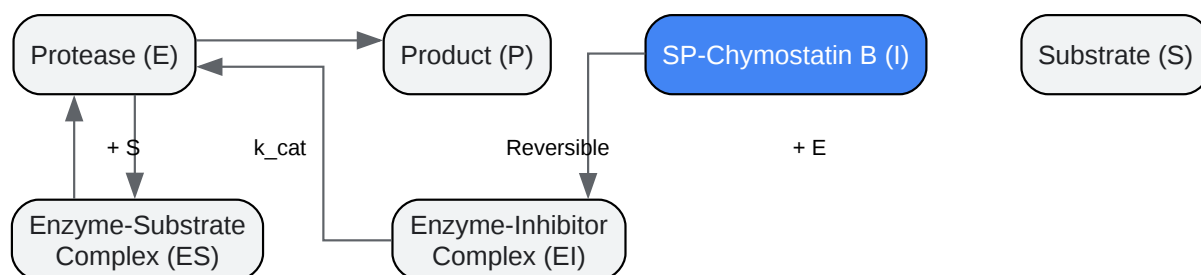 Protease (E)
Product (P)
SP-Chymostatin B (I)
Substrate (S)
+ S
k_cat
Reversible
+ E
Enzyme-Substrate
Complex (ES)
Enzyme-Inhibitor
Complex (EI)